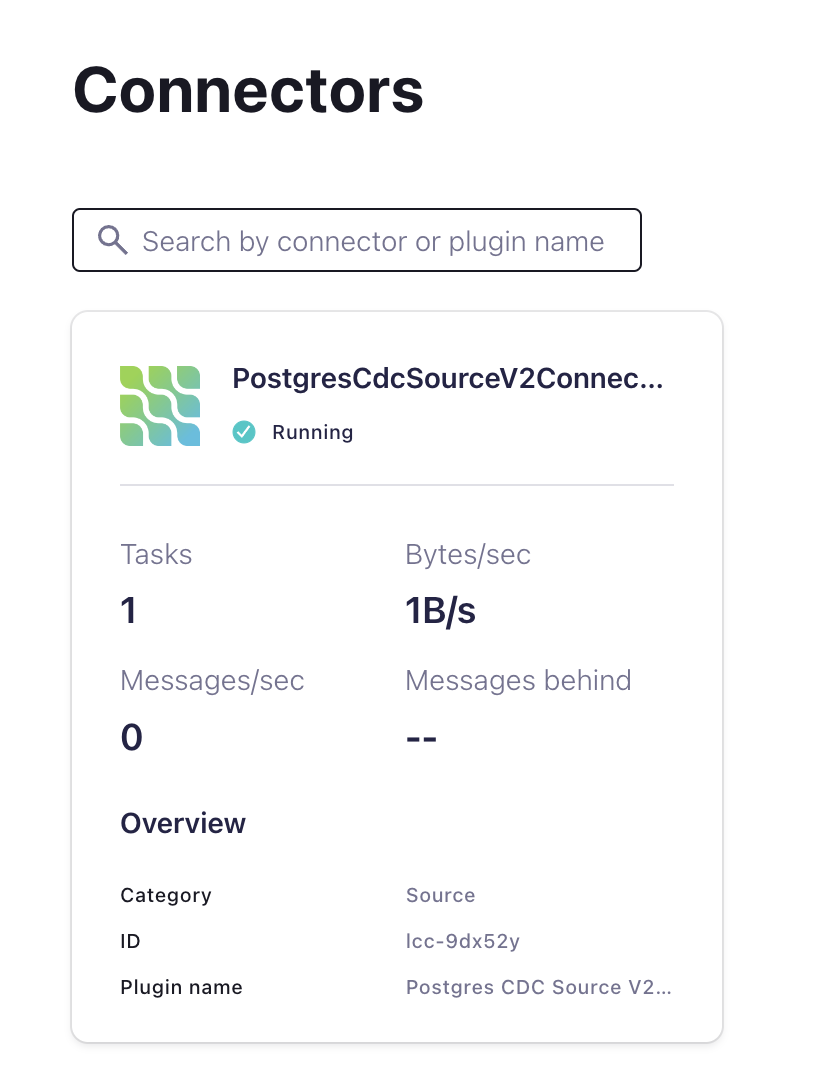 Connectors
Search by connector or plugin name
PostgresCdcSourceV2Connec...
Running
Tasks
Bytes/sec
1
1B/s
Messages/sec
Messages behind
0
--
Overview
Category
Source
ID
lcc-9dx52y
Plugin name
Postgres CDC Source V2...